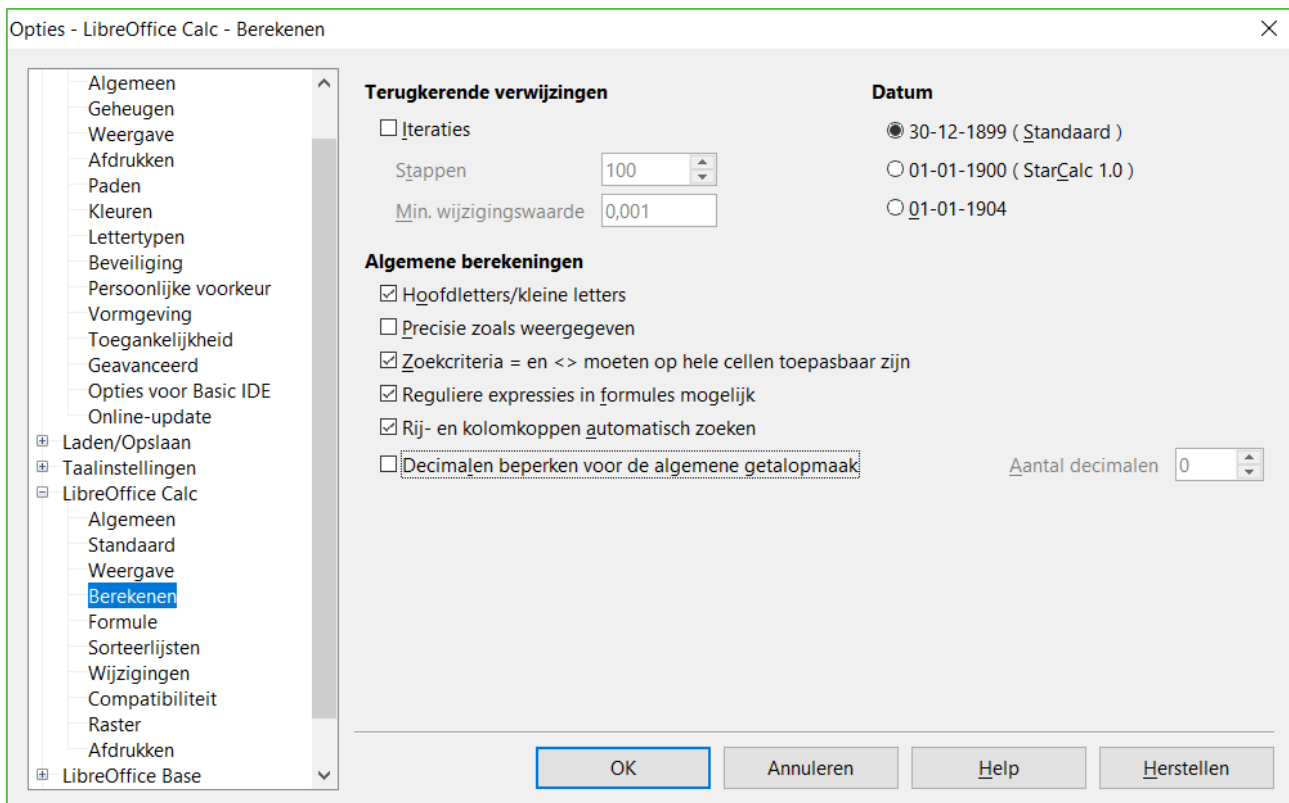 Opties - LibreOffice Calc - Berekenen
Algemeen
Geheugen
Weergave
Afdrukken
Paden
Kleuren
Lettertypen
Beveiliging
Persoonlijke voorkeur
Vormgeving
Toegankelijkheid
Geavanceerd
Opties voor Basic IDE
Online-update
Laden/Opslaan
Taalinstellingen
LibreOffice Calc
Algemeen
Standaard
Weergave
Berekenen
Formule
Sorteerlijsten
Wijzigingen
Compatibiliteit
Raster
Afdrukken
LibreOffice Base
Terugkerende verwijzingen
Iteraties
Stappen 100
Min. wijzigingswaarde 0,001
Datum
30-12-1899 ( Standaard )
01-01-1900 ( StarCalc 1.0 )
01-01-1904
Algemene berekeningen
Hoofdletters/kleine letters
Precisie zoals weergegeven
Zoekcriteria = en <> moeten op hele cellen toepasbaar zijn
Reguliere expressies in formules mogelijk
Rij- en kolomkoppen automatisch zoeken
Decimalen beperken voor de algemene getalopmaak
Aantal decimalen 0
OK
Annuleren
Help
Herstellen